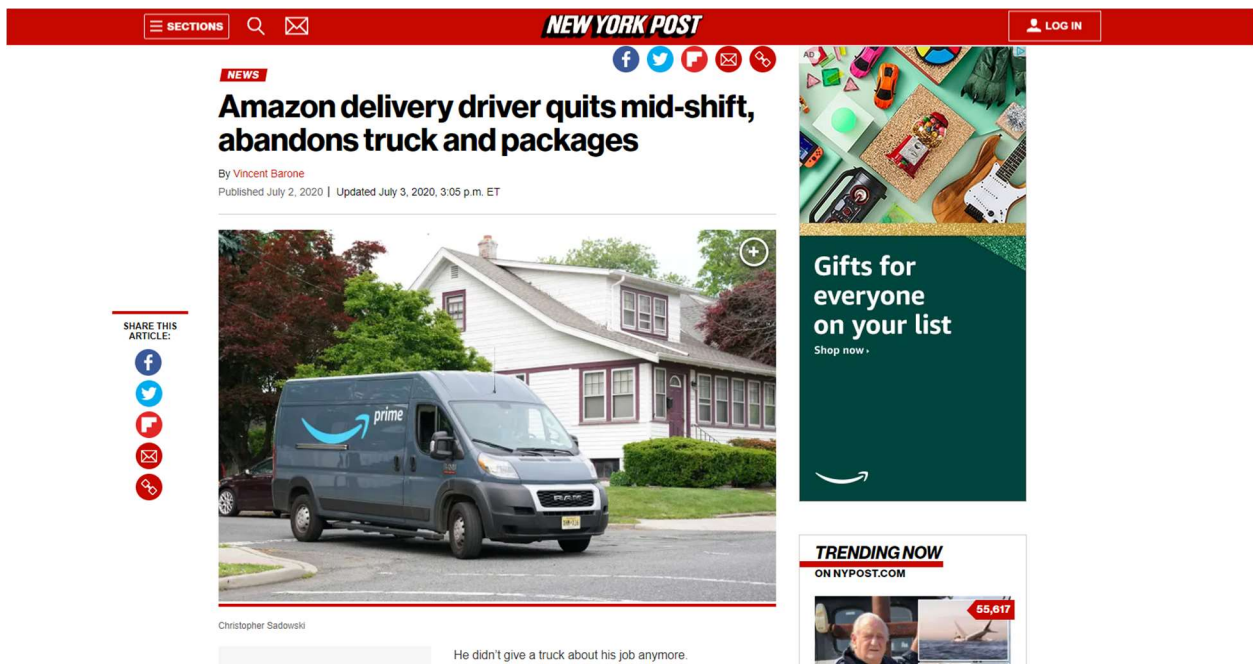 SECTIONS
NEW YORK POST
LOG IN
NEWS
Amazon delivery driver quits mid-shift,
abandons truck and packages
By Vincent Barone
Published July 2, 2020 | Updated July 3, 2020, 3:05 p.m. ET
SHARE THIS
ARTICLE:
prime
RAM
Christopher Sadowski
He didn’t give a truck about his job anymore.
AD
Gifts for
everyone
on your list
Shop now ›
TRENDING NOW
ON NYPOST.COM
55,617